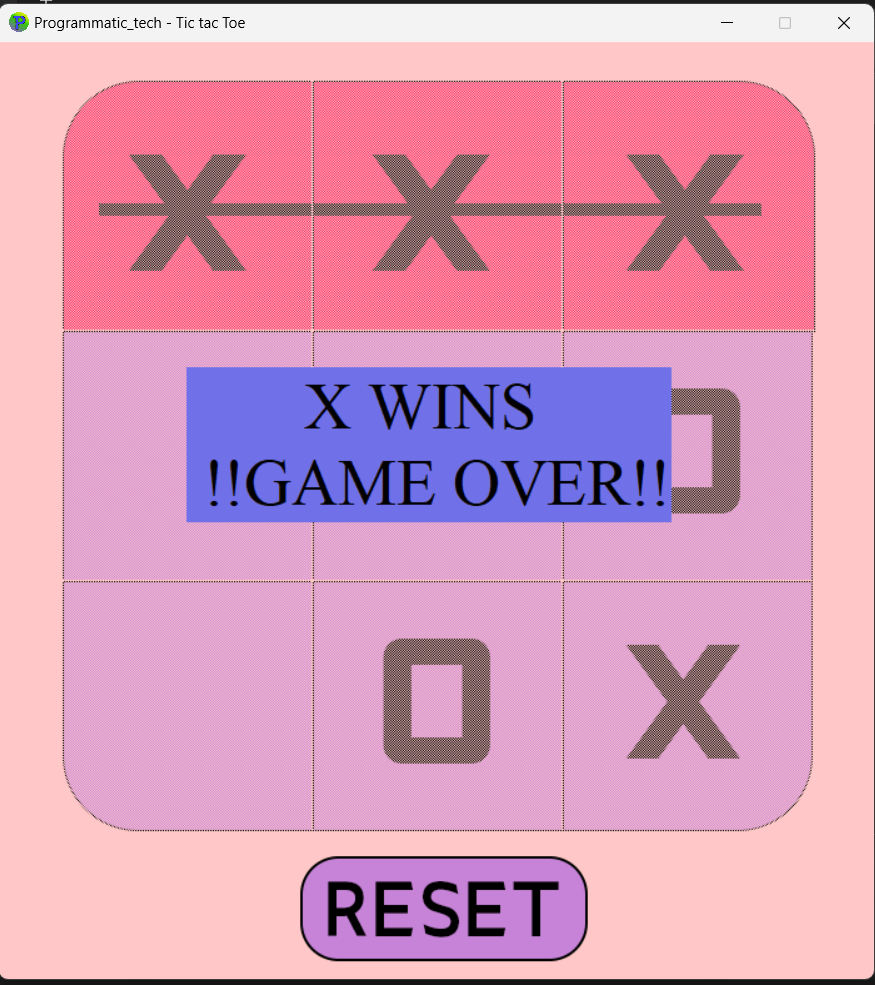 Programmatic_tech - Tic tac Toe
X X X
X WINS
!!GAME OVER!!
O
O X
RESET